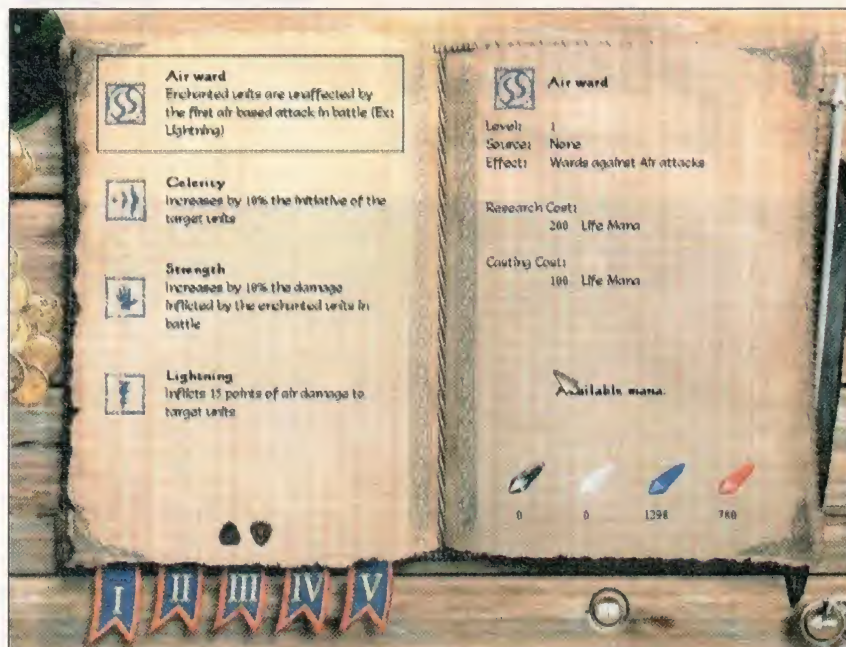 Air ward
Enchanted units are unaffected by
the first air based attack in battle (Ex:
Lightning)
Celerity
Increases by 10% the initiative of the
target units
Strength
Increases by 10% the damage
inflicted by the enchanted units in
battle
Lightning
Inflicts 15 points of air damage to
target units
I II III IV V
Air ward
Level: 1
Source: None
Effect: Wards against Air attacks
Research Cost:
200 Life Mana
Casting Cost:
100 Life Mana
Available mana:
0 0 1298 780